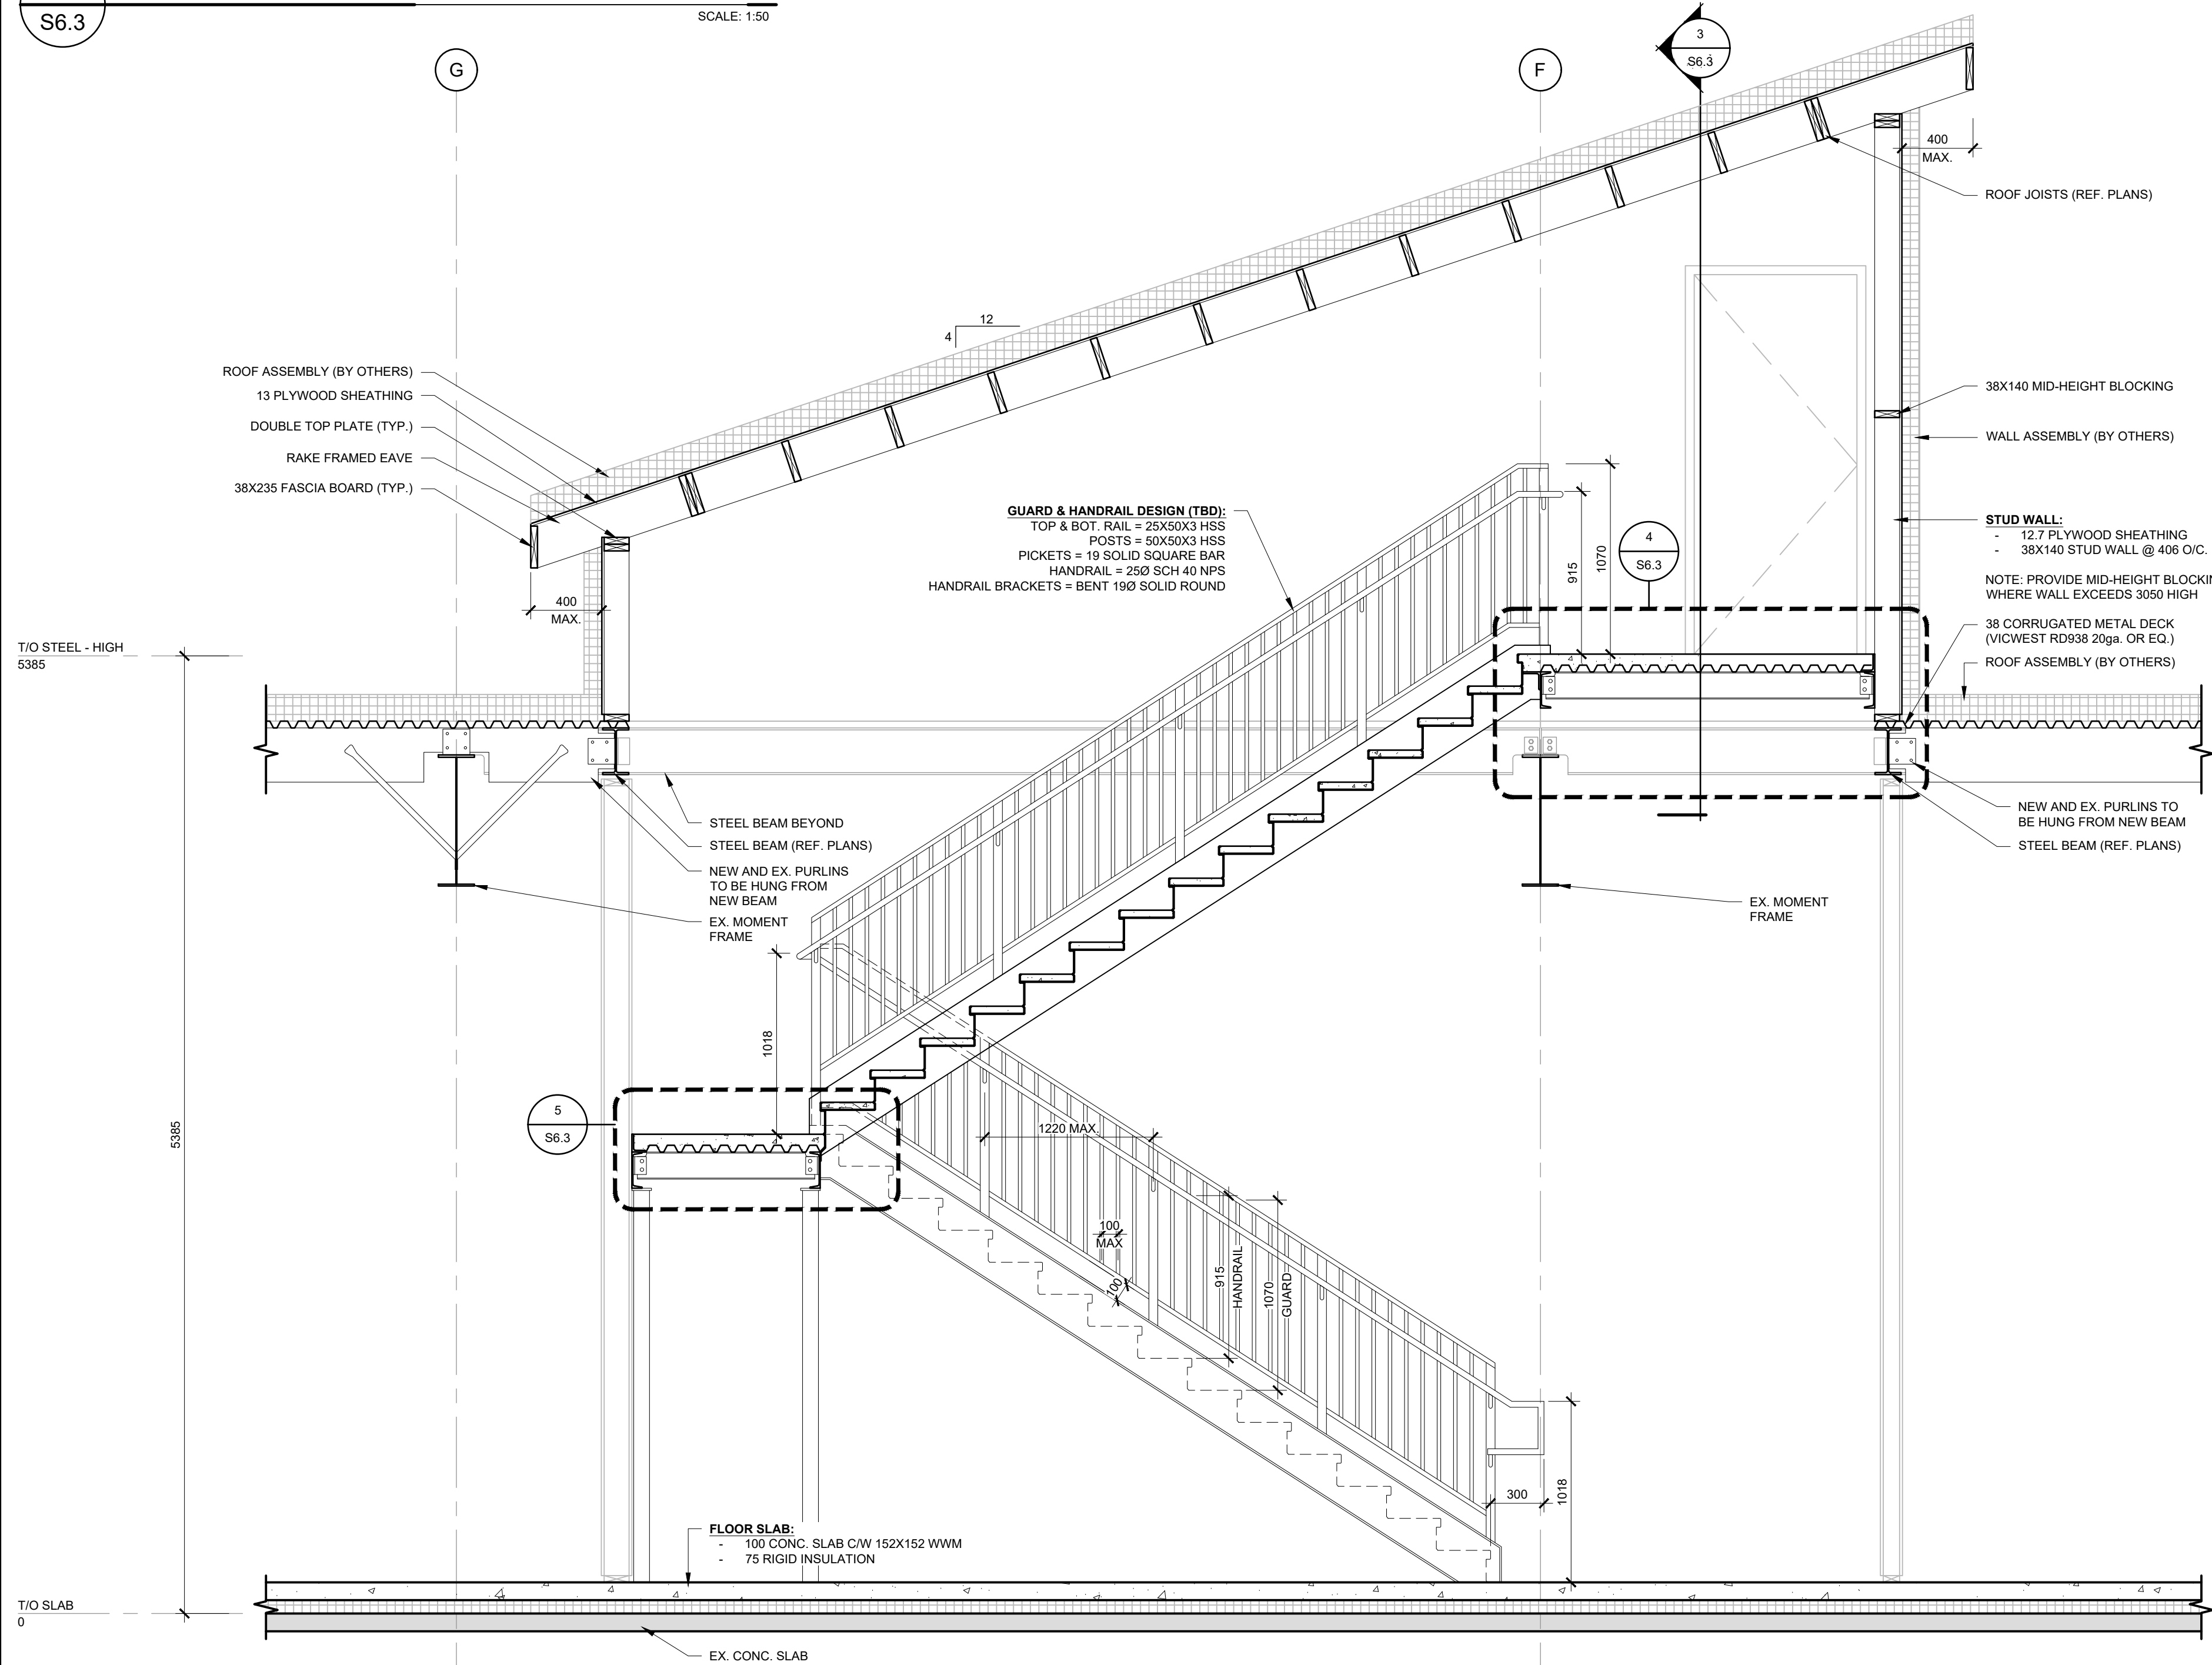 S6.3
SCALE: 1:50
G
F
3
S6.3
400
MAX.
ROOF JOISTS (REF. PLANS)
12
4
ROOF ASSEMBLY (BY OTHERS)
13 PLYWOOD SHEATHING
DOUBLE TOP PLATE (TYP.)
RAKE FRAMED EAVE
38X235 FASCIA BOARD (TYP.)
38X140 MID-HEIGHT BLOCKING
WALL ASSEMBLY (BY OTHERS)
GUARD & HANDRAIL DESIGN (TBD):
TOP & BOT. RAIL = 25X50X3 HSS
POSTS = 50X50X3 HSS
PICKETS = 19 SOLID SQUARE BAR
HANDRAIL = 25Ø SCH 40 NPS
HANDRAIL BRACKETS = BENT 19Ø SOLID ROUND
915
1070
4
S6.3
STUD WALL:
- 12.7 PLYWOOD SHEATHING
- 38X140 STUD WALL @ 406 O/C.
NOTE: PROVIDE MID-HEIGHT BLOCKIN
WHERE WALL EXCEEDS 3050 HIGH
400
MAX.
38 CORRUGATED METAL DECK
(VICWEST RD938 20ga. OR EQ.)
ROOF ASSEMBLY (BY OTHERS)
T/O STEEL - HIGH
5385
STEEL BEAM BEYOND
STEEL BEAM (REF. PLANS)
NEW AND EX. PURLINS
TO BE HUNG FROM
NEW BEAM
EX. MOMENT
FRAME
NEW AND EX. PURLINS TO
BE HUNG FROM NEW BEAM
STEEL BEAM (REF. PLANS)
EX. MOMENT
FRAME
1018
5
S6.3
5385
1220 MAX.
100
MAX
100
915
HANDRAIL
1070
GUARD
300
1018
FLOOR SLAB:
- 100 CONC. SLAB C/W 152X152 WWM
- 75 RIGID INSULATION
T/O SLAB
0
EX. CONC. SLAB